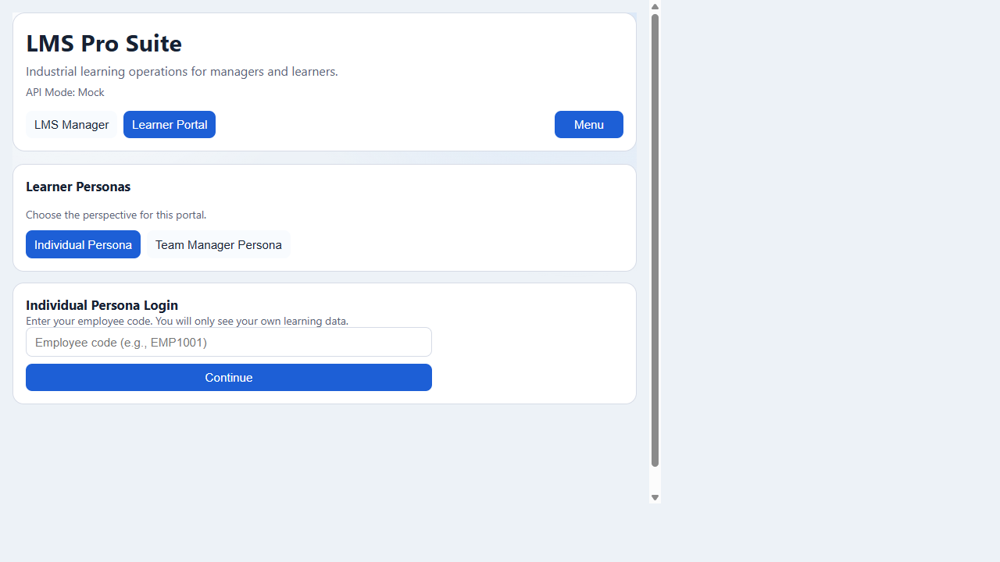 LMS Pro Suite
Industrial learning operations for managers and learners.
API Mode: Mock
LMS Manager
Learner Portal
Menu
Learner Personas
Choose the perspective for this portal.
Individual Persona
Team Manager Persona
Individual Persona Login
Enter your employee code. You will only see your own learning data.
Employee code (e.g., EMP1001)
Continue